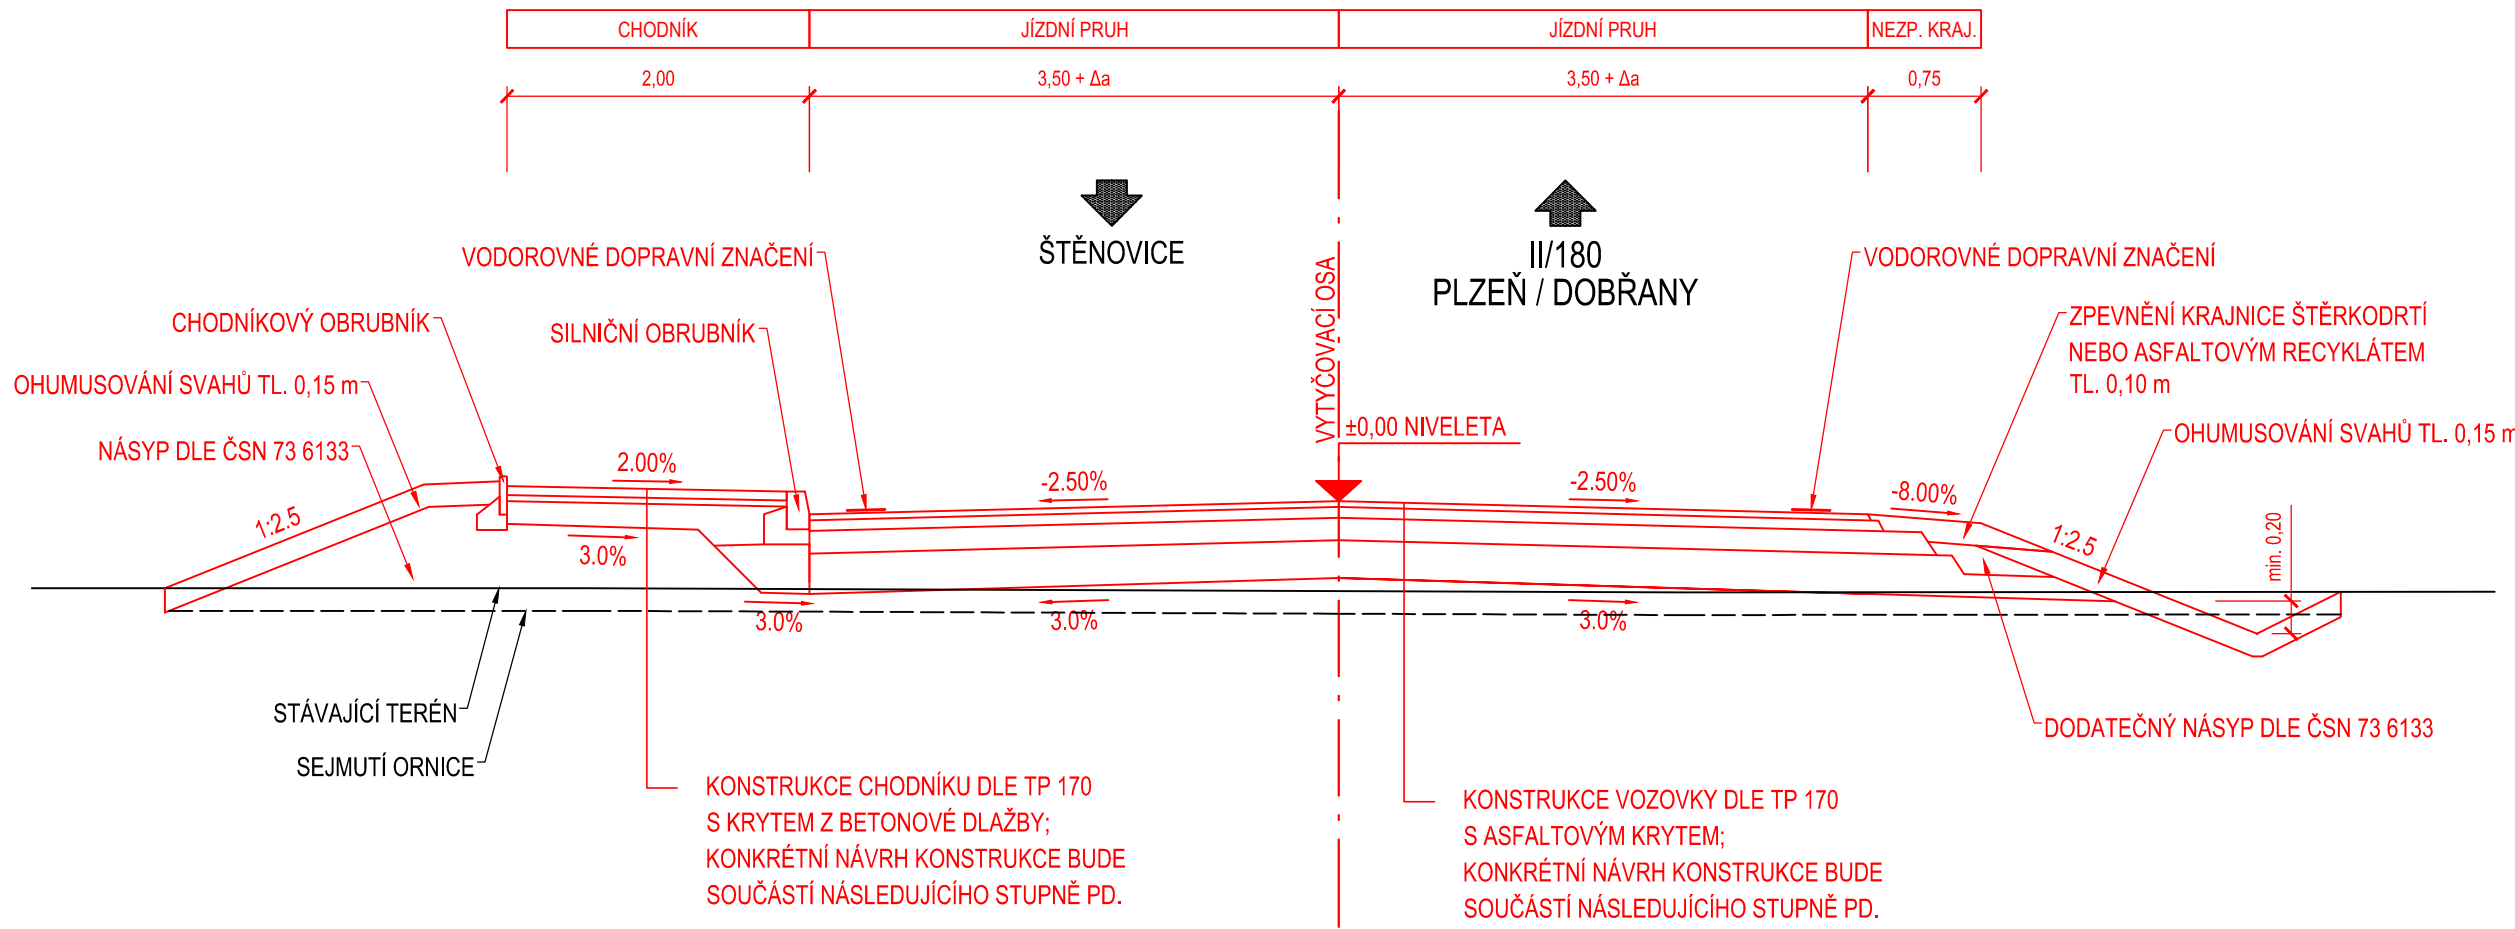 CHODNÍK
JÍZDNÍ PRUH
JÍZDNÍ PRUH
NEZP. KRAJ.
2,00
3,50 + Δa
3,50 + Δa
0,75
ŠTĚNOVICE
II/180
PLZEŇ / DOBŘANY
VODOROVNÉ DOPRAVNÍ ZNAČENÍ
VODOROVNÉ DOPRAVNÍ ZNAČENÍ
CHODNÍKOVÝ OBRUBNÍK
SILNIČNÍ OBRUBNÍK
VYTYČOVACÍ OSA
ZPEVNĚNÍ KRAJNICE ŠTĚRKODRTÍ
NEBO ASFALTOVÝM RECYKLÁTEM
TL. 0,10 m
OHUMUSOVÁNÍ SVAHŮ TL. 0,15 m
±0,00 NIVELETA
OHUMUSOVÁNÍ SVAHŮ TL. 0,15 m
NÁSYP DLE ČSN 73 6133
2.00%
-2.50%
-2.50%
-8.00%
1:2.5
1:2.5
min. 0,20
3.0%
3.0%
3.0%
3.0%
STÁVAJÍCÍ TERÉN
SEJMUTÍ ORNICE
DODATEČNÝ NÁSYP DLE ČSN 73 6133
KONSTRUKCE CHODNÍKU DLE TP 170
S KRYTEM Z BETONOVÉ DLAŽBY;
KONKRÉTNÍ NÁVRH KONSTRUKCE BUDE
SOUČÁSTÍ NÁSLEDUJÍCÍHO STUPNĚ PD.
KONSTRUKCE VOZOVKY DLE TP 170
S ASFALTOVÝM KRYTEM;
KONKRÉTNÍ NÁVRH KONSTRUKCE BUDE
SOUČÁSTÍ NÁSLEDUJÍCÍHO STUPNĚ PD.